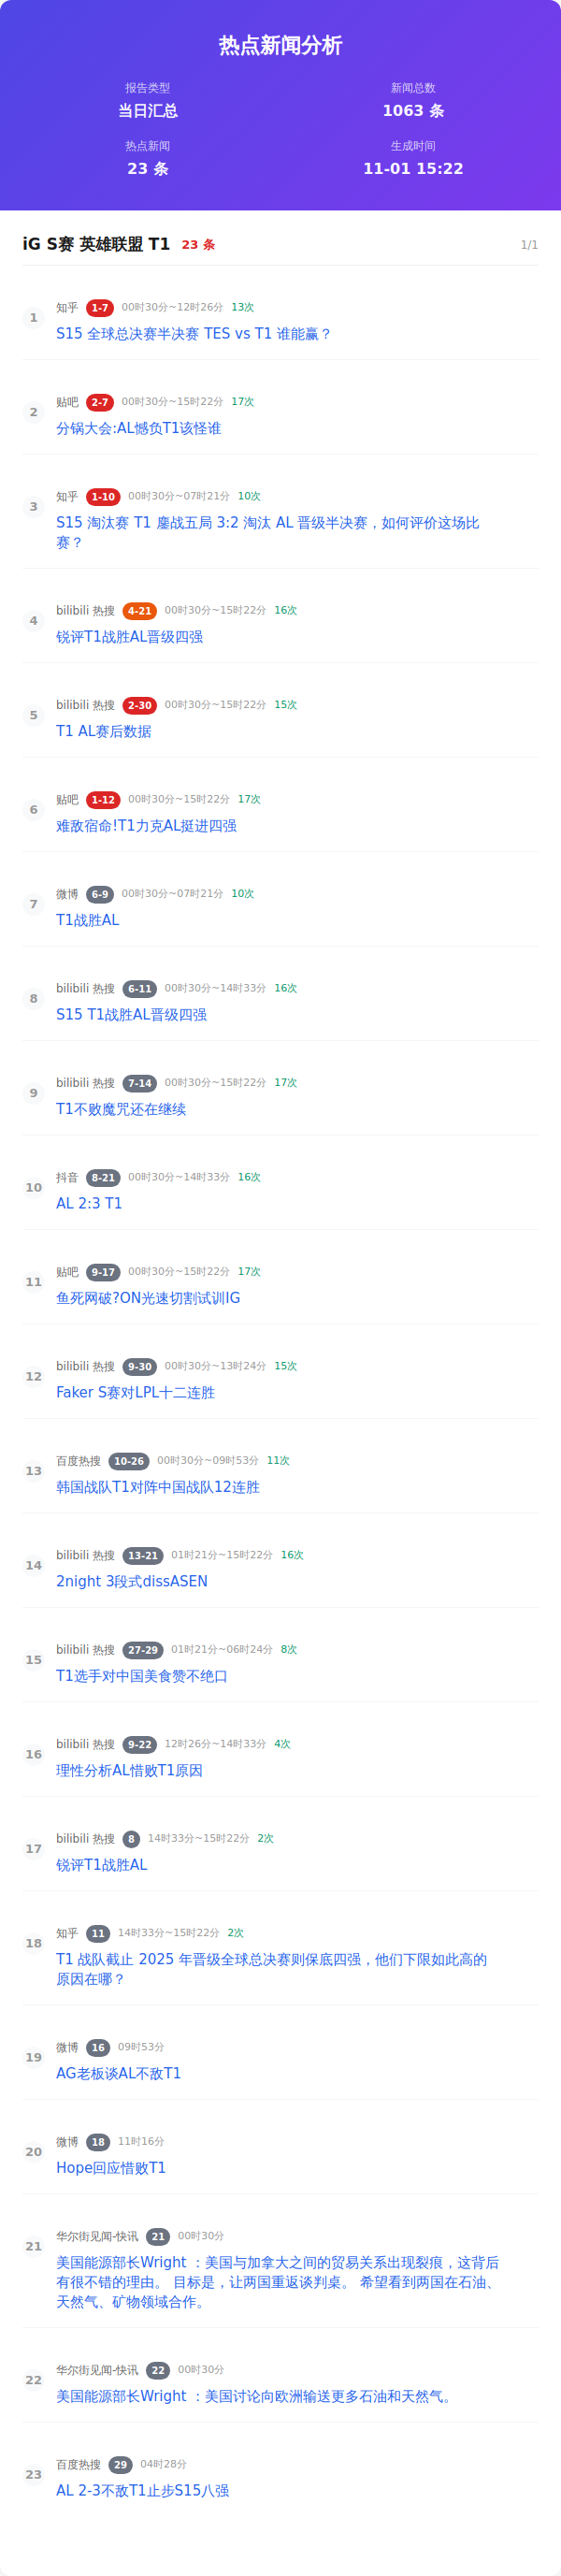 热点新闻分析
报告类型
当日汇总
新闻总数
1063 条
热点新闻
23 条
生成时间
11-01 15:22
iG S赛 英雄联盟 T1 23 条 1/1
1
知乎 1-7 00时30分~12时26分 13次
S15 全球总决赛半决赛 TES vs T1 谁能赢？
2
贴吧 2-7 00时30分~15时22分 17次
分锅大会:AL憾负T1该怪谁
3
知乎 1-10 00时30分~07时21分 10次
S15 淘汰赛 T1 鏖战五局 3:2 淘汰 AL 晋级半决赛，如何评价这场比
赛？
4
bilibili 热搜 4-21 00时30分~15时22分 16次
锐评T1战胜AL晋级四强
5
bilibili 热搜 2-30 00时30分~15时22分 15次
T1 AL赛后数据
6
贴吧 1-12 00时30分~15时22分 17次
难敌宿命!T1力克AL挺进四强
7
微博 6-9 00时30分~07时21分 10次
T1战胜AL
8
bilibili 热搜 6-11 00时30分~14时33分 16次
S15 T1战胜AL晋级四强
9
bilibili 热搜 7-14 00时30分~15时22分 17次
T1不败魔咒还在继续
10
抖音 8-21 00时30分~14时33分 16次
AL 2:3 T1
11
贴吧 9-17 00时30分~15时22分 17次
鱼死网破?ON光速切割试训IG
12
bilibili 热搜 9-30 00时30分~13时24分 15次
Faker S赛对LPL十二连胜
13
百度热搜 10-26 00时30分~09时53分 11次
韩国战队T1对阵中国战队12连胜
14
bilibili 热搜 13-21 01时21分~15时22分 16次
2night 3段式dissASEN
15
bilibili 热搜 27-29 01时21分~06时24分 8次
T1选手对中国美食赞不绝口
16
bilibili 热搜 9-22 12时26分~14时33分 4次
理性分析AL惜败T1原因
17
bilibili 热搜 8 14时33分~15时22分 2次
锐评T1战胜AL
18
知乎 11 14时33分~15时22分 2次
T1 战队截止 2025 年晋级全球总决赛则保底四强，他们下限如此高的
原因在哪？
19
微博 16 09时53分
AG老板谈AL不敌T1
20
微博 18 11时16分
Hope回应惜败T1
21
华尔街见闻-快讯 21 00时30分
美国能源部长Wright ：美国与加拿大之间的贸易关系出现裂痕，这背后
有很不错的理由。 目标是，让两国重返谈判桌。 希望看到两国在石油、
天然气、矿物领域合作。
22
华尔街见闻-快讯 22 00时30分
美国能源部长Wright ：美国讨论向欧洲输送更多石油和天然气。
23
百度热搜 29 04时28分
AL 2-3不敌T1止步S15八强